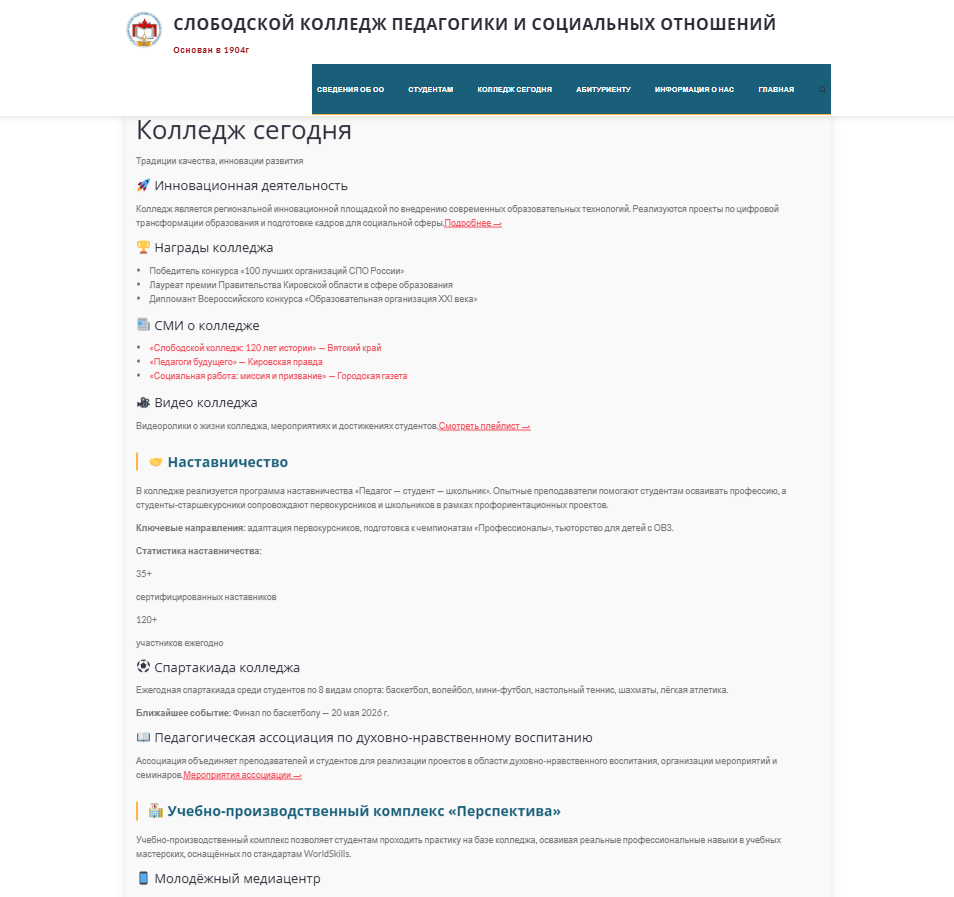 СЛОБОДСКОЙ КОЛЛЕДЖ ПЕДАГОГИКИ И СОЦИАЛЬНЫХ ОТНОШЕНИЙ
Основан в 1904г
СВЕДЕНИЯ ОБ ОО СТУДЕНТАМ КОЛЛЕДЖ СЕГОДНЯ АБИТУРИЕНТУ ИНФОРМАЦИЯ О НАС ГЛАВНАЯ
Колледж сегодня
Традиции качества, инновации развития
🚀 Инновационная деятельность
Колледж является региональной инновационной площадкой по внедрению современных образовательных технологий. Реализуются проекты по цифровой
трансформации образования и подготовке кадров для социальной сферы.Подробнее →
🏆 Награды колледжа
• Победитель конкурса «100 лучших организаций СПО России»
• Лауреат премии Правительства Кировской области в сфере образования
• Дипломант Всероссийского конкурса «Образовательная организация XXI века»
📰 СМИ о колледже
• «Слободской колледж: 120 лет истории» — Вятский край
• «Педагоги будущего» — Кировская правда
• «Социальная работа: миссия и призвание» — Городская газета
🎥 Видео колледжа
Видеоролики о жизни колледжа, мероприятиях и достижениях студентов.Смотреть плейлист →
🤝 Наставничество
В колледже реализуется программа наставничества «Педагог — студент — школьник». Опытные преподаватели помогают студентам осваивать профессию, а
студенты-старшекурсники сопровождают первокурсников и школьников в рамках профориентационных проектов.
Ключевые направления: адаптация первокурсников, подготовка к чемпионатам «Профессионалы», тьюторство для детей с ОВЗ.
Статистика наставничества:
35+
сертифицированных наставников
120+
участников ежегодно
⚽ Спартакиада колледжа
Ежегодная спартакиада среди студентов по 8 видам спорта: баскетбол, волейбол, мини-футбол, настольный теннис, шахматы, лёгкая атлетика.
Ближайшее событие: Финал по баскетболу — 20 мая 2026 г.
📖 Педагогическая ассоциация по духовно-нравственному воспитанию
Ассоциация объединяет преподавателей и студентов для реализации проектов в области духовно-нравственного воспитания, организации мероприятий и
семинаров.Мероприятия ассоциации →
🏫 Учебно-производственный комплекс «Перспектива»
Учебно-производственный комплекс позволяет студентам проходить практику на базе колледжа, осваивая реальные профессиональные навыки в учебных
мастерских, оснащённых по стандартам WorldSkills.
📱 Молодёжный медиацентр